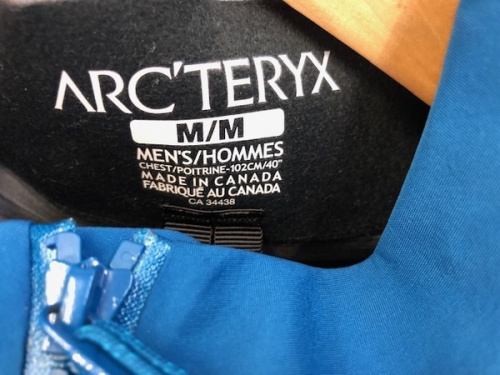 ARC'TERYX
M/M
MEN'S/HOMMES
CHEST/POITRINE-102CM/40"
MADE IN CANADA
FABRIQUÉ AU CANADA
CA 34438